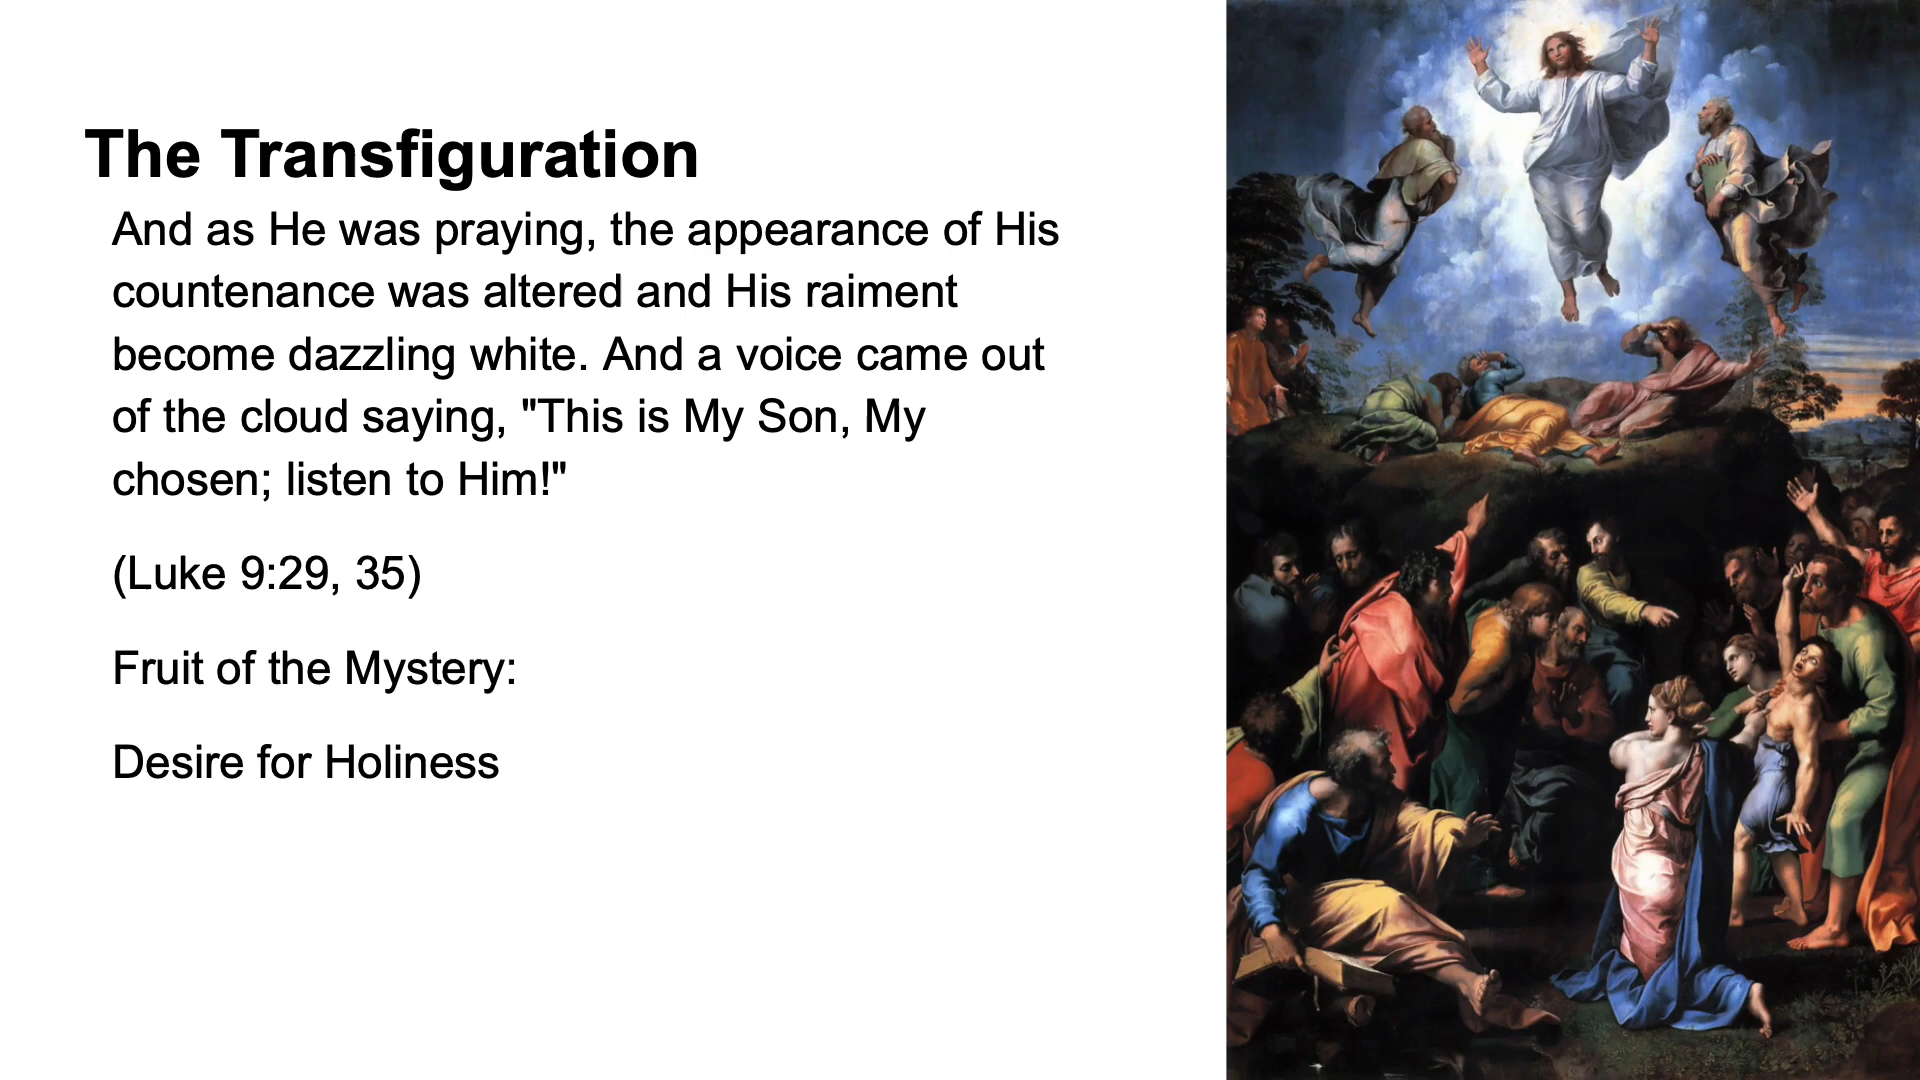 The Transfiguration
And as He was praying, the appearance of His
countenance was altered and His raiment
become dazzling white. And a voice came out
of the cloud saying, "This is My Son, My
chosen; listen to Him!"
(Luke 9:29, 35)
Fruit of the Mystery:
Desire for Holiness